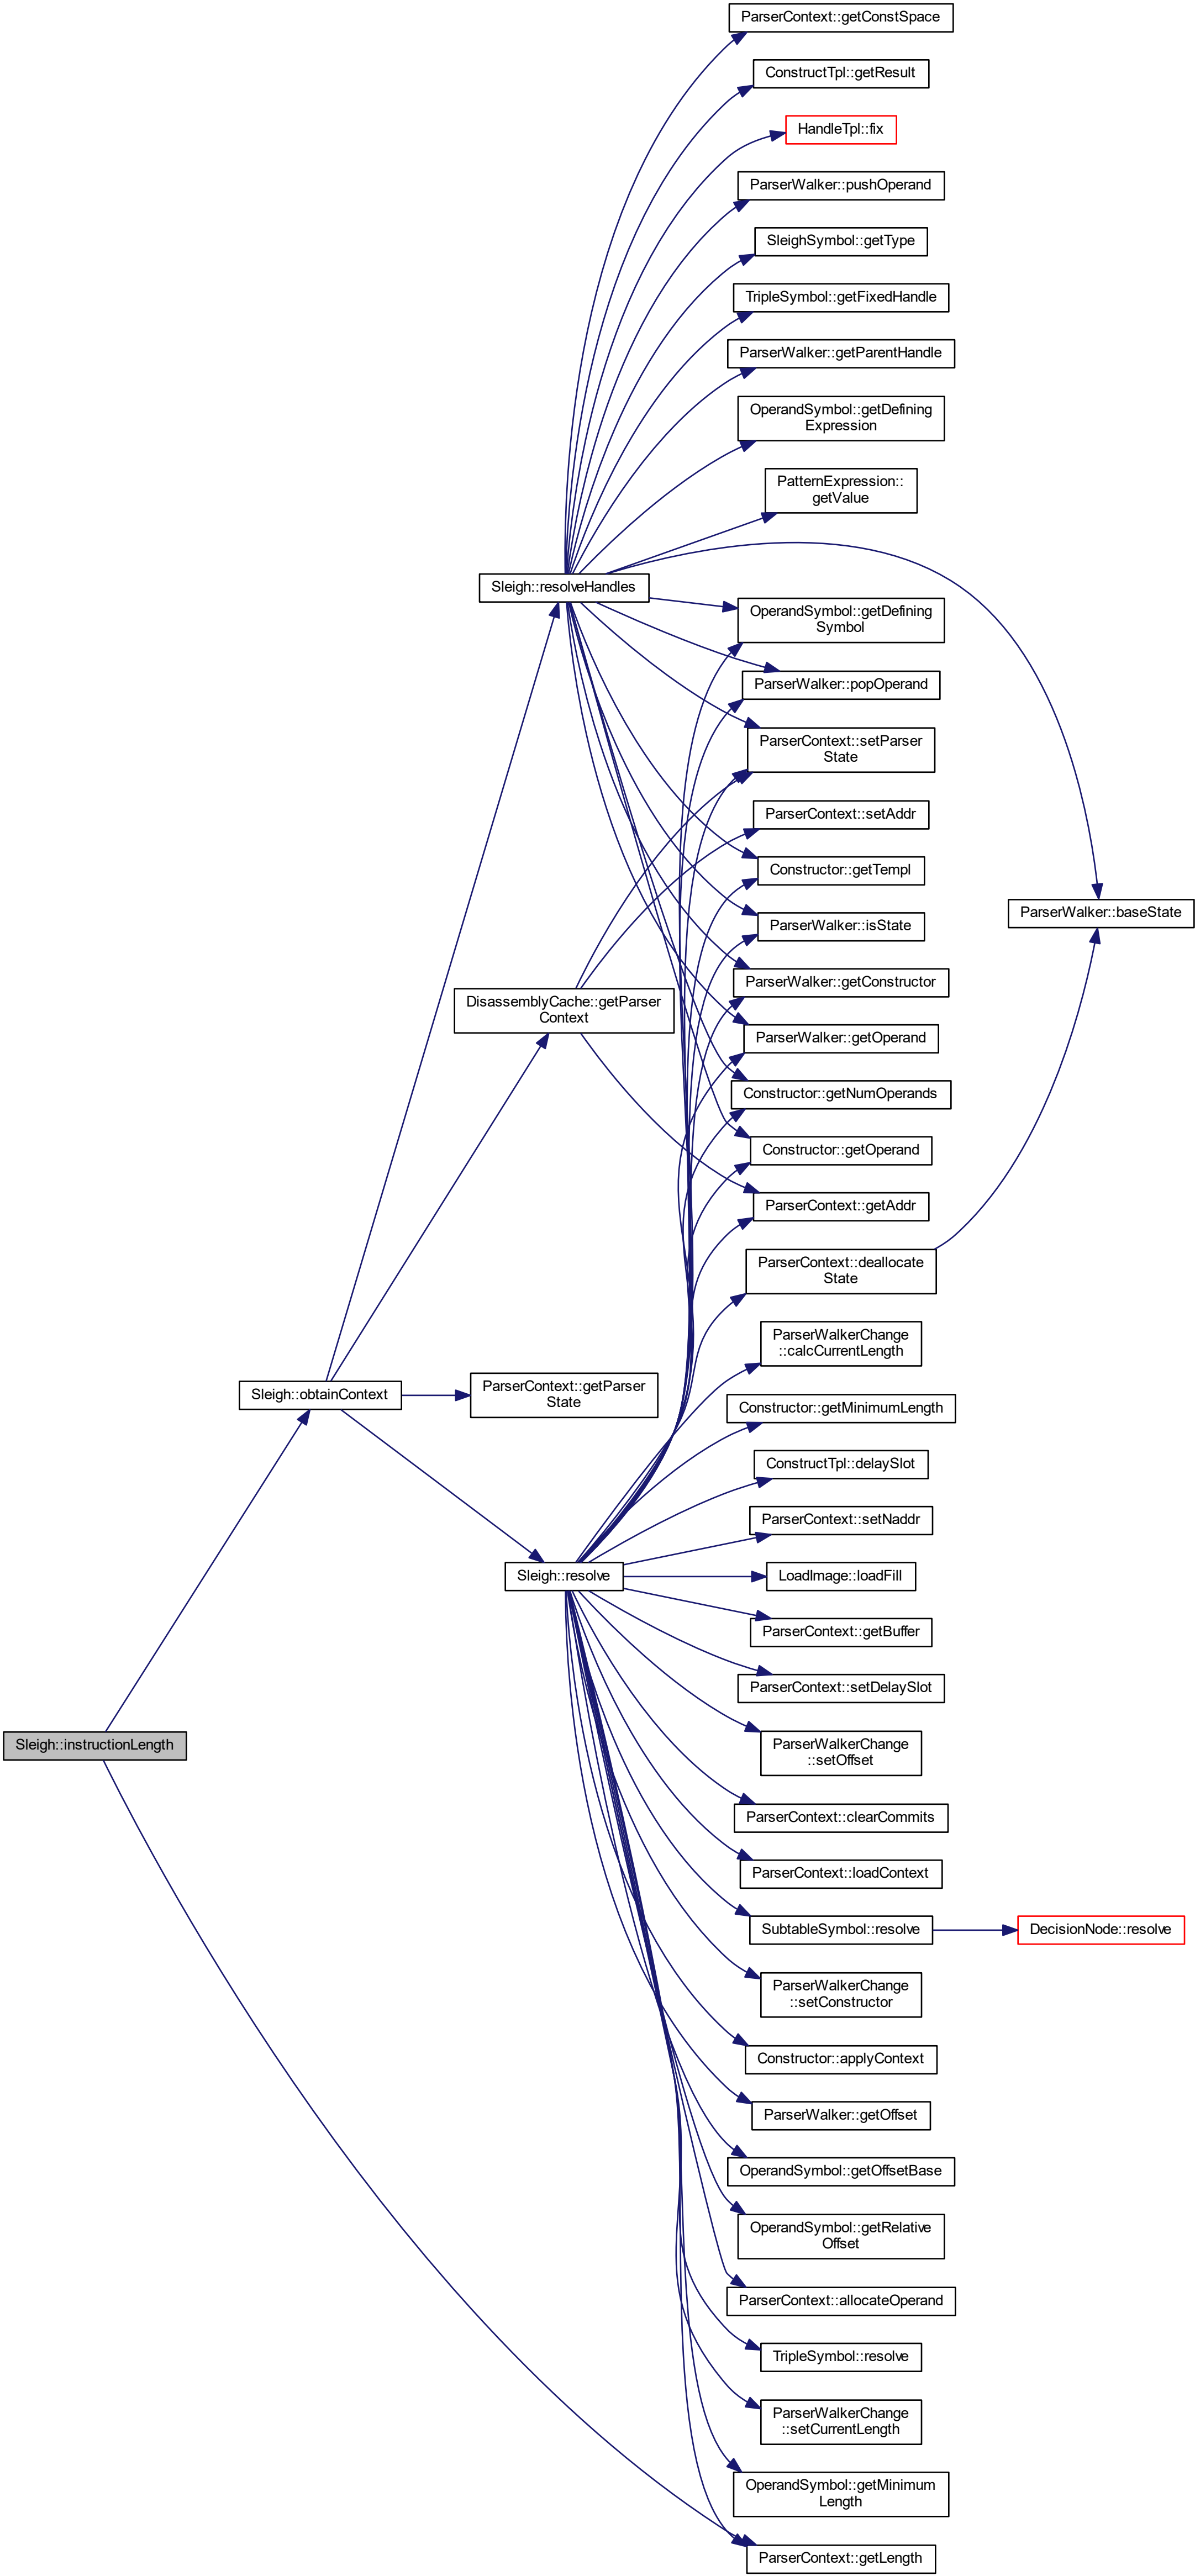 ParserContext::getConstSpace
ConstructTpl::getResult
HandleTpl::fix
ParserWalker::pushOperand
SleighSymbol::getType
TripleSymbol::getFixedHandle
ParserWalker::getParentHandle
OperandSymbol::getDefining
Expression
PatternExpression::
getValue
Sleigh::resolveHandles
OperandSymbol::getDefining
Symbol
ParserWalker::popOperand
ParserContext::setParser
State
ParserContext::setAddr
Constructor::getTempl
ParserWalker::isState
ParserWalker::baseState
ParserWalker::getConstructor
DisassemblyCache::getParser
Context
ParserWalker::getOperand
Constructor::getNumOperands
Constructor::getOperand
ParserContext::getAddr
ParserContext::deallocate
State
ParserWalkerChange
::calcCurrentLength
Sleigh::obtainContext
ParserContext::getParser
State
Constructor::getMinimumLength
ConstructTpl::delaySlot
ParserContext::setNaddr
Sleigh::resolve
LoadImage::loadFill
ParserContext::getBuffer
ParserContext::setDelaySlot
Sleigh::instructionLength
ParserWalkerChange
::setOffset
ParserContext::clearCommits
ParserContext::loadContext
SubtableSymbol::resolve
DecisionNode::resolve
ParserWalkerChange
::setConstructor
Constructor::applyContext
ParserWalker::getOffset
OperandSymbol::getOffsetBase
OperandSymbol::getRelative
Offset
ParserContext::allocateOperand
TripleSymbol::resolve
ParserWalkerChange
::setCurrentLength
OperandSymbol::getMinimum
Length
ParserContext::getLength